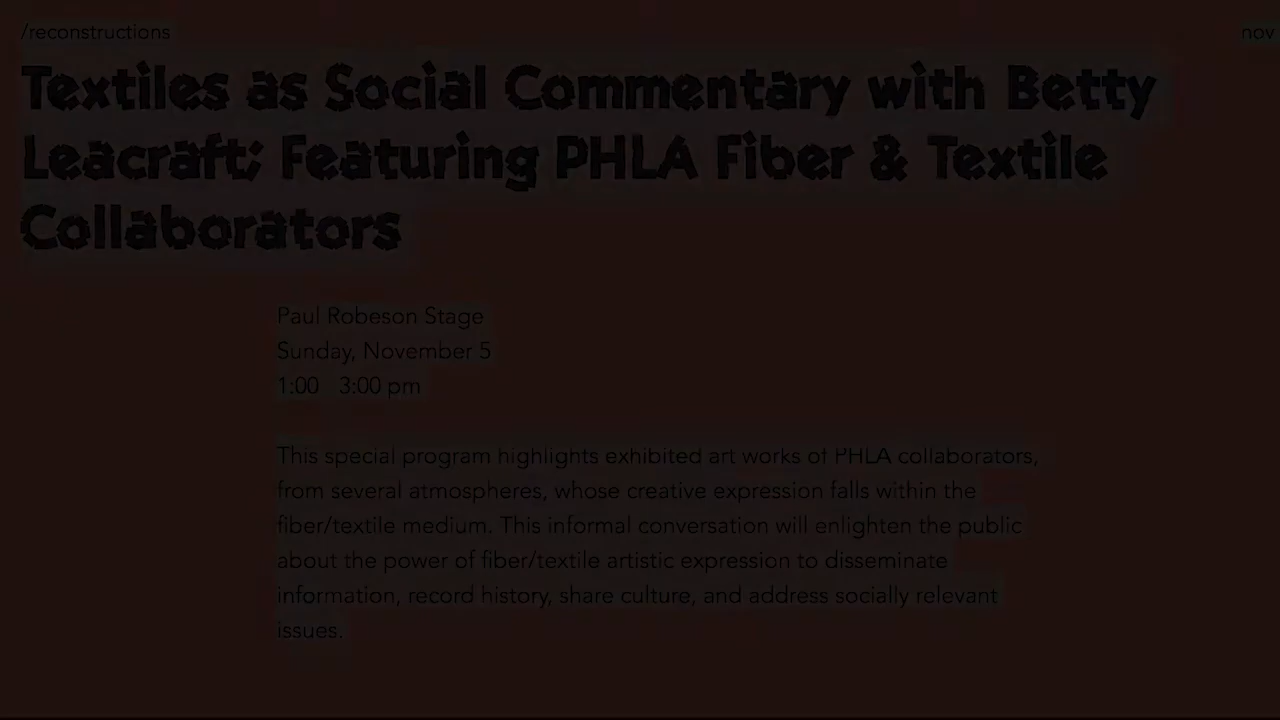 /reconstructions
nov
Textiles as Social Commentary with Betty
Leacraft: Featuring PHLA Fiber & Textile
Collaborators
Paul Robeson Stage
Sunday, November 5
1:00 3:00 pm
This special program highlights exhibited art works of PHLA collaborators,
from several atmospheres, whose creative expression falls within the
fiber/textile medium. This informal conversation will enlighten the public
about the power of fiber/textile artistic expression to disseminate
information, record history, share culture, and address socially relevant
issues.